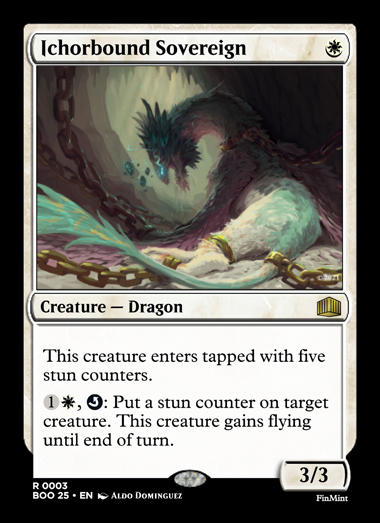 Ichorbound Sovereign
Creature — Dragon
This creature enters tapped with five
stun counters.
1, : Put a stun counter on target
creature. This creature gains flying
until end of turn.
3/3
R 0003
BOO 25 • EN Aldo Dominguez
FinMint